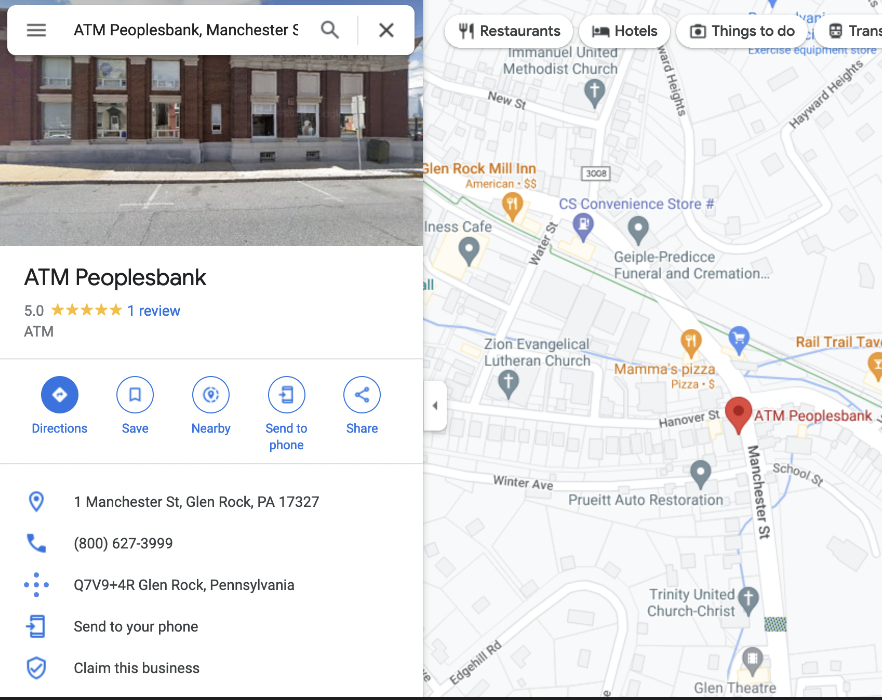 ATM Peoplesbank, Manchester S
ATM Peoplesbank
5.0 1 review
ATM
Directions
Save
Nearby
Send to
phone
Share
1 Manchester St, Glen Rock, PA 17327
(800) 627-3999
Q7V9+4R Glen Rock, Pennsylvania
Send to your phone
Claim this business
Restaurants
Hotels
Things to do
Trans
Exercise equipment store
Immanuel United
Methodist Church
New St
ward Heights
Hayward Heights
3008
Glen Rock Mill Inn
American · $$
CS Convenience Store #
lness Cafe
Water St
Geiple-Predicce
Funeral and Cremation...
all
Zion Evangelical
Lutheran Church
Mamma's pizza
Pizza · $
Rail Trail Tave
Hanover St
ATM Peoplesbank
Manchester St
School St
Winter Ave
Prueitt Auto Restoration
Trinity United
Church-Christ
Edgehill Rd
Glen Theatre